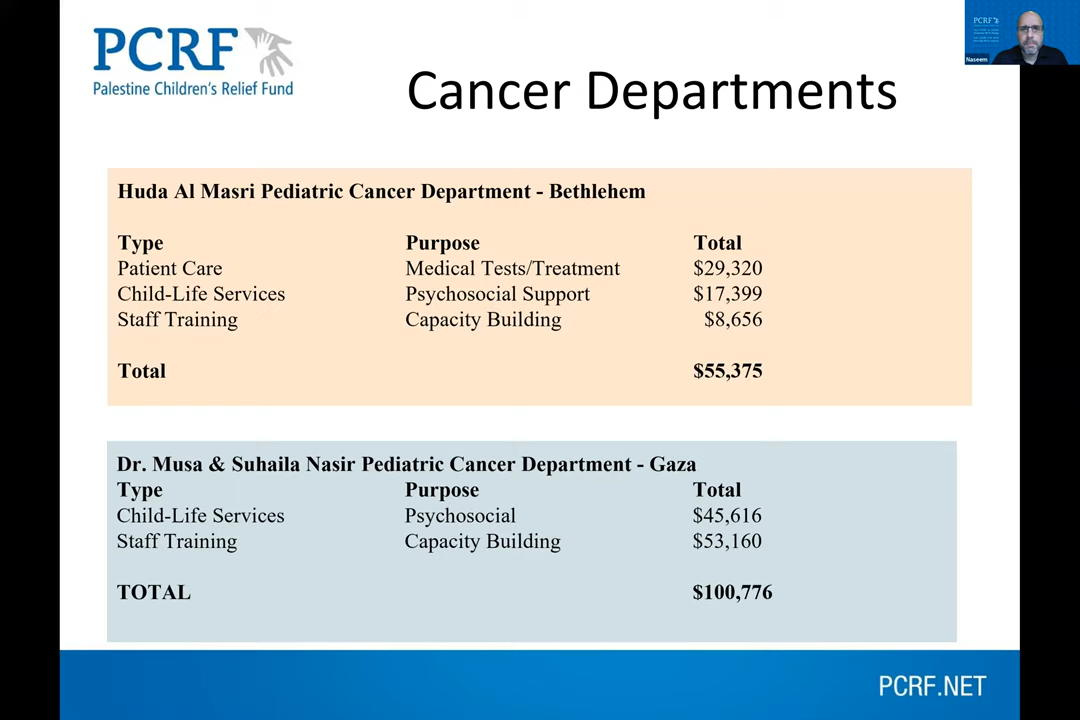 PCRF
Palestine Children's Relief Fund
Cancer Departments
Huda Al Masri Pediatric Cancer Department - Bethlehem
Type Purpose Total
Patient Care Medical Tests/Treatment $29,320
Child-Life Services Psychosocial Support $17,399
Staff Training Capacity Building $8,656
Total $55,375
Dr. Musa & Suhaila Nasir Pediatric Cancer Department - Gaza
Type Purpose Total
Child-Life Services Psychosocial $45,616
Staff Training Capacity Building $53,160
TOTAL $100,776
PCRF.NET
PCRF
Naseem